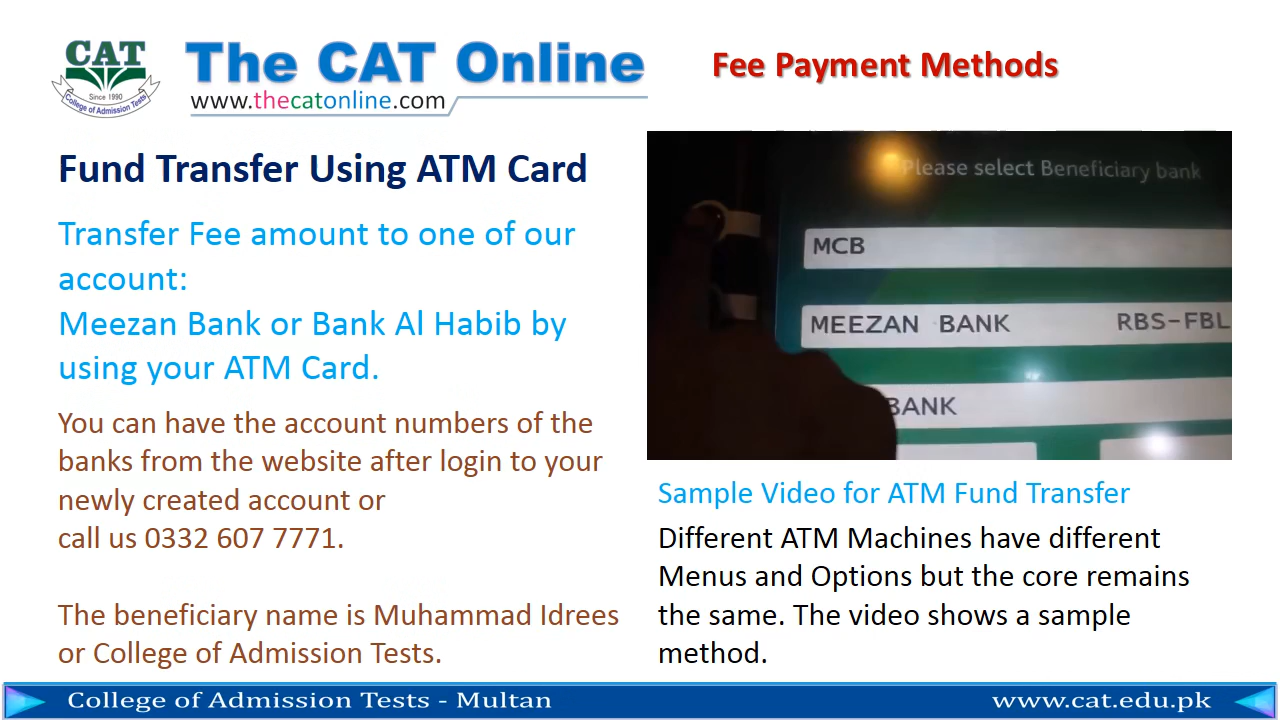 CAT
Since 1990
College of Admission Tests
The CAT Online
www.thecatonline.com
Fee Payment Methods
Fund Transfer Using ATM Card
Transfer Fee amount to one of our
account:
Meezan Bank or Bank Al Habib by
using your ATM Card.
You can have the account numbers of the
banks from the website after login to your
newly created account or
call us 0332 607 7771.
The beneficiary name is Muhammad Idrees
or College of Admission Tests.
Please select Beneficiary bank
MCB
MEEZAN BANK RBS-FBL
BANK
Sample Video for ATM Fund Transfer
Different ATM Machines have different
Menus and Options but the core remains
the same. The video shows a sample
method.
College of Admission Tests - Multan
www.cat.edu.pk